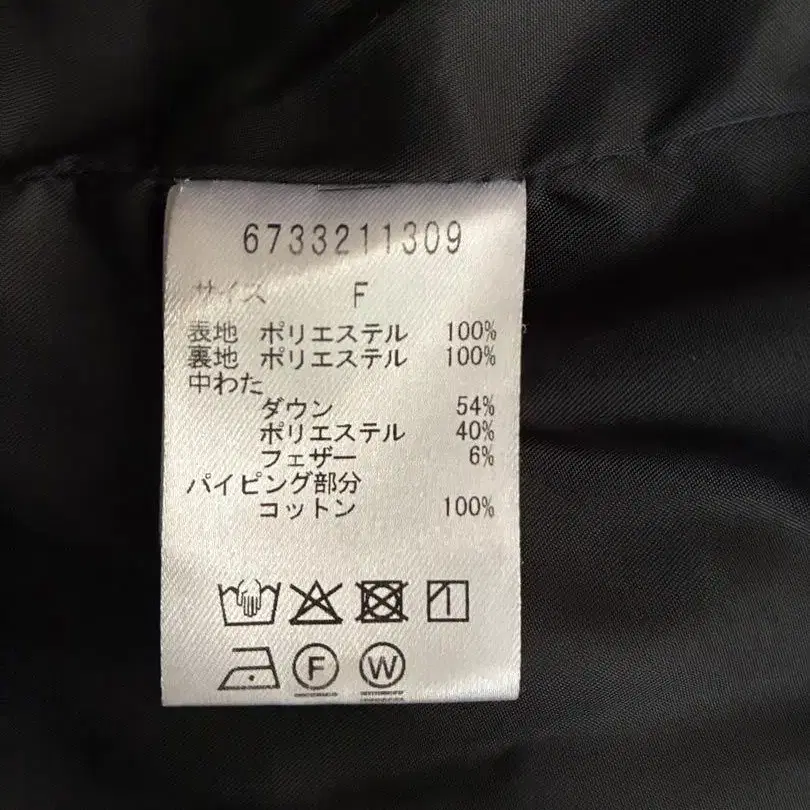 6733211309
サイズ F
表地 ポリエステル 100%
裏地 ポリエステル 100%
中わた
ダウン 54%
ポリエステル 40%
フェザー 6%
パイピング部分
コットン 100%
F W